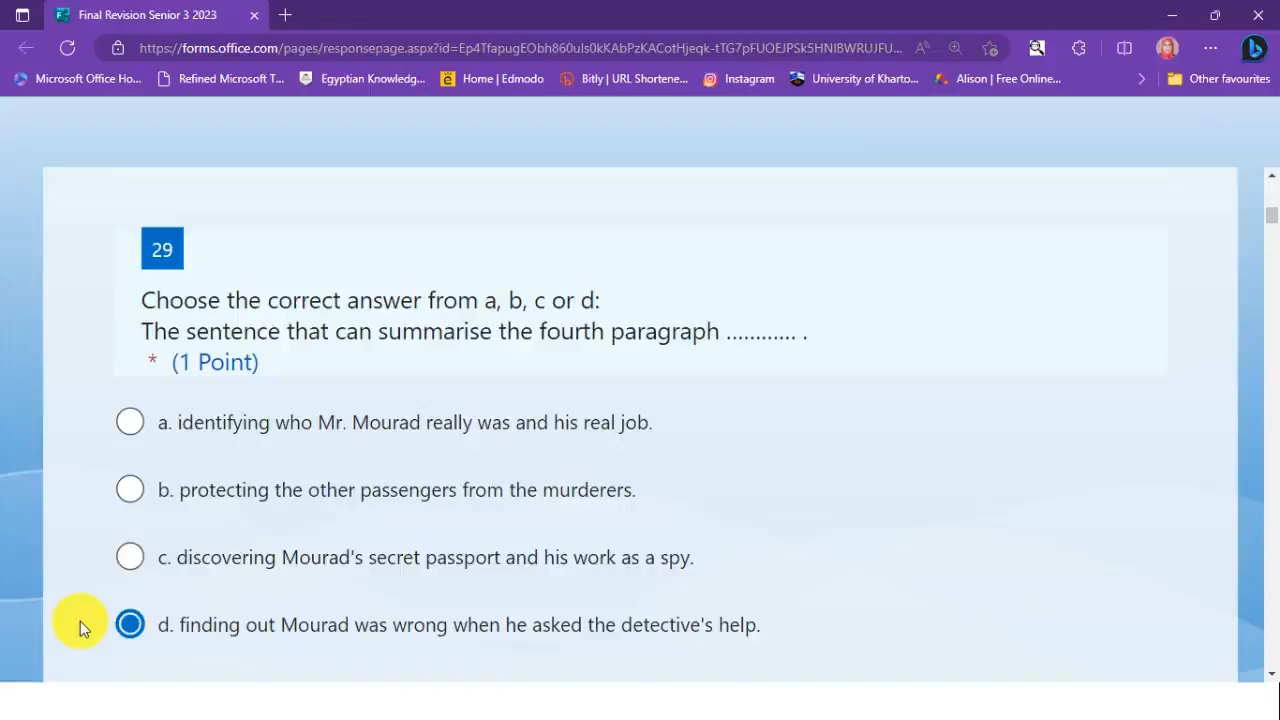 Final Revision Senior 3 2023
https://forms.office.com/pages/responsepage.aspx?id=Ep4TfapugEObh860uls0kKAbPzKACotHjeqk-tTG7pFUOEJPSk5HNlBWRUJFU...
Microsoft Office Ho...
Refined Microsoft T...
Egyptian Knowledg...
Home | Edmodo
Bitly | URL Shortene...
Instagram
University of Kharto...
Alison | Free Online...
Other favourites
29
Choose the correct answer from a, b, c or d:
The sentence that can summarise the fourth paragraph ............ .
* (1 Point)
a. identifying who Mr. Mourad really was and his real job.
b. protecting the other passengers from the murderers.
c. discovering Mourad's secret passport and his work as a spy.
d. finding out Mourad was wrong when he asked the detective's help.